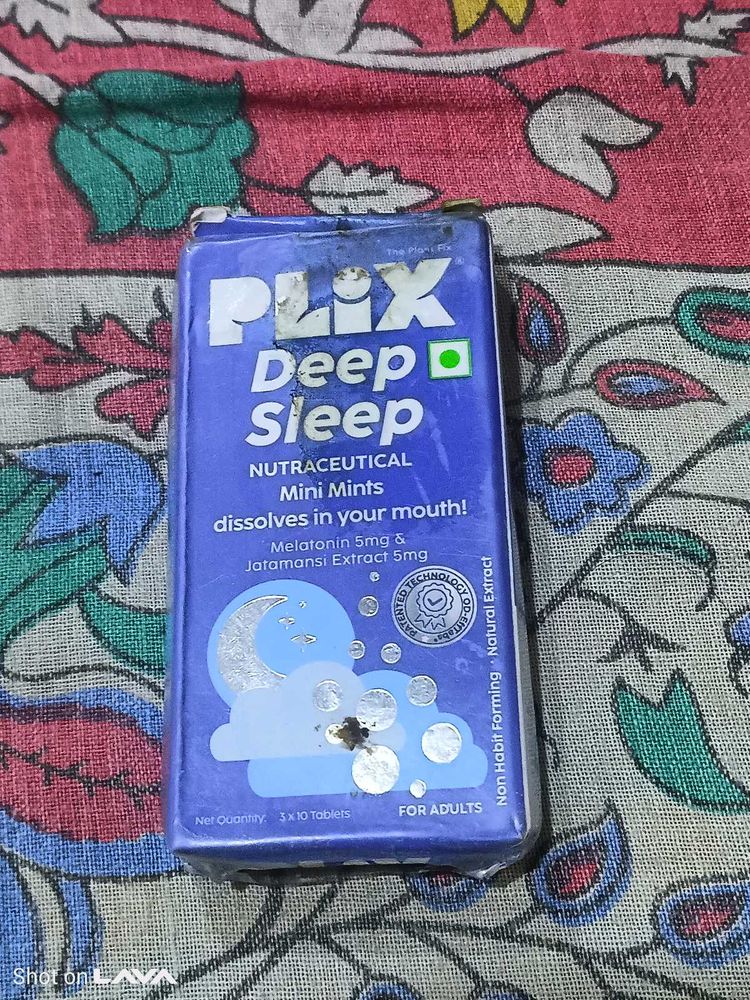 The Plant Fix
PLiX®
Deep
Sleep
NUTRACEUTICAL
Mini Mints
dissolves in your mouth!
Melatonin 5mg &
Jatamansi Extract 5mg
PATENTED TECHNOLOGY
Non Habit Forming · Natural Extract
Net Quantity: 3 x 10 Tablets
FOR ADULTS
Shot on LAVA